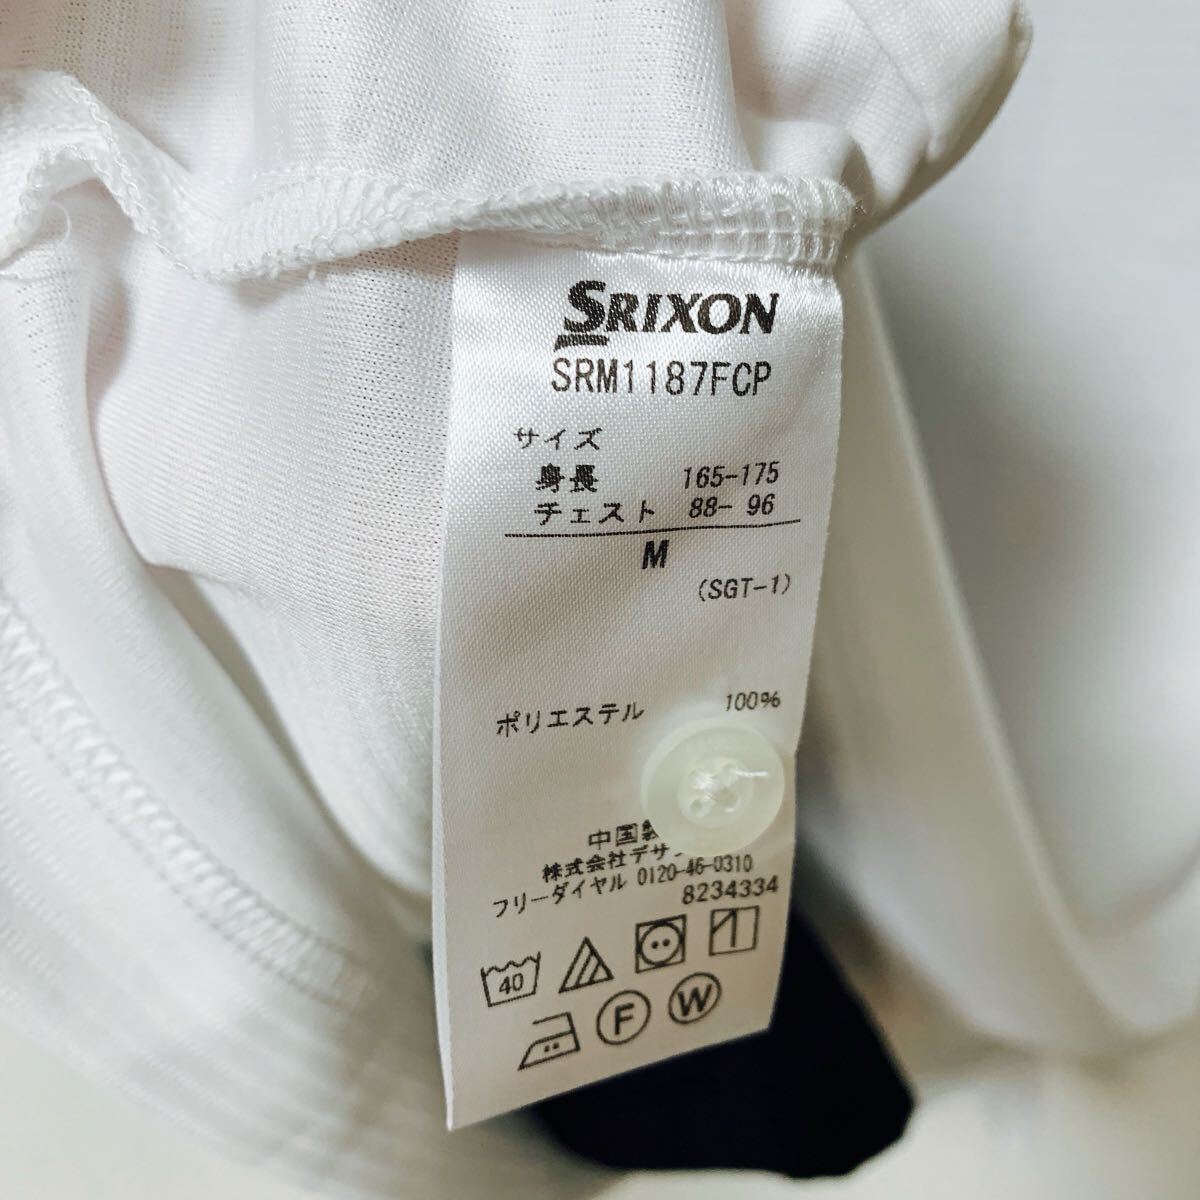 SRIXON
SRM1187FCP
サイズ
身長 165-175
チェスト 88- 96
M
(SGT-1)
ポリエステル 100%
中国製
株式会社デサ
フリーダイヤル 0120-46-0310
8234334
40
F W